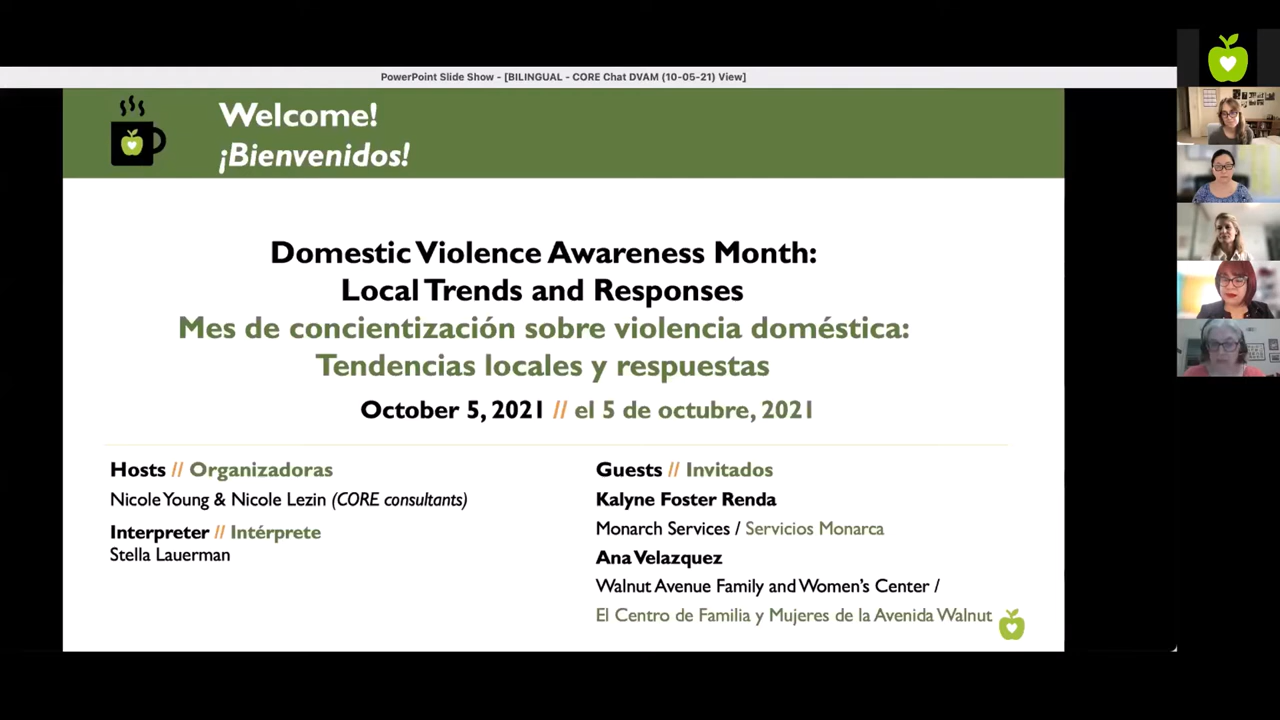 PowerPoint Slide Show - [BILINGUAL - CORE Chat DVAM (10-05-21) View]
Welcome!
¡Bienvenidos!
Domestic Violence Awareness Month:
Local Trends and Responses
Mes de concientización sobre violencia doméstica:
Tendencias locales y respuestas
October 5, 2021 // el 5 de octubre, 2021
Hosts // Organizadoras
Nicole Young & Nicole Lezin (CORE consultants)
Interpreter // Intérprete
Stella Lauerman
Guests // Invitados
Kalyne Foster Renda
Monarch Services / Servicios Monarca
Ana Velazquez
Walnut Avenue Family and Women's Center /
El Centro de Familia y Mujeres de la Avenida Walnut